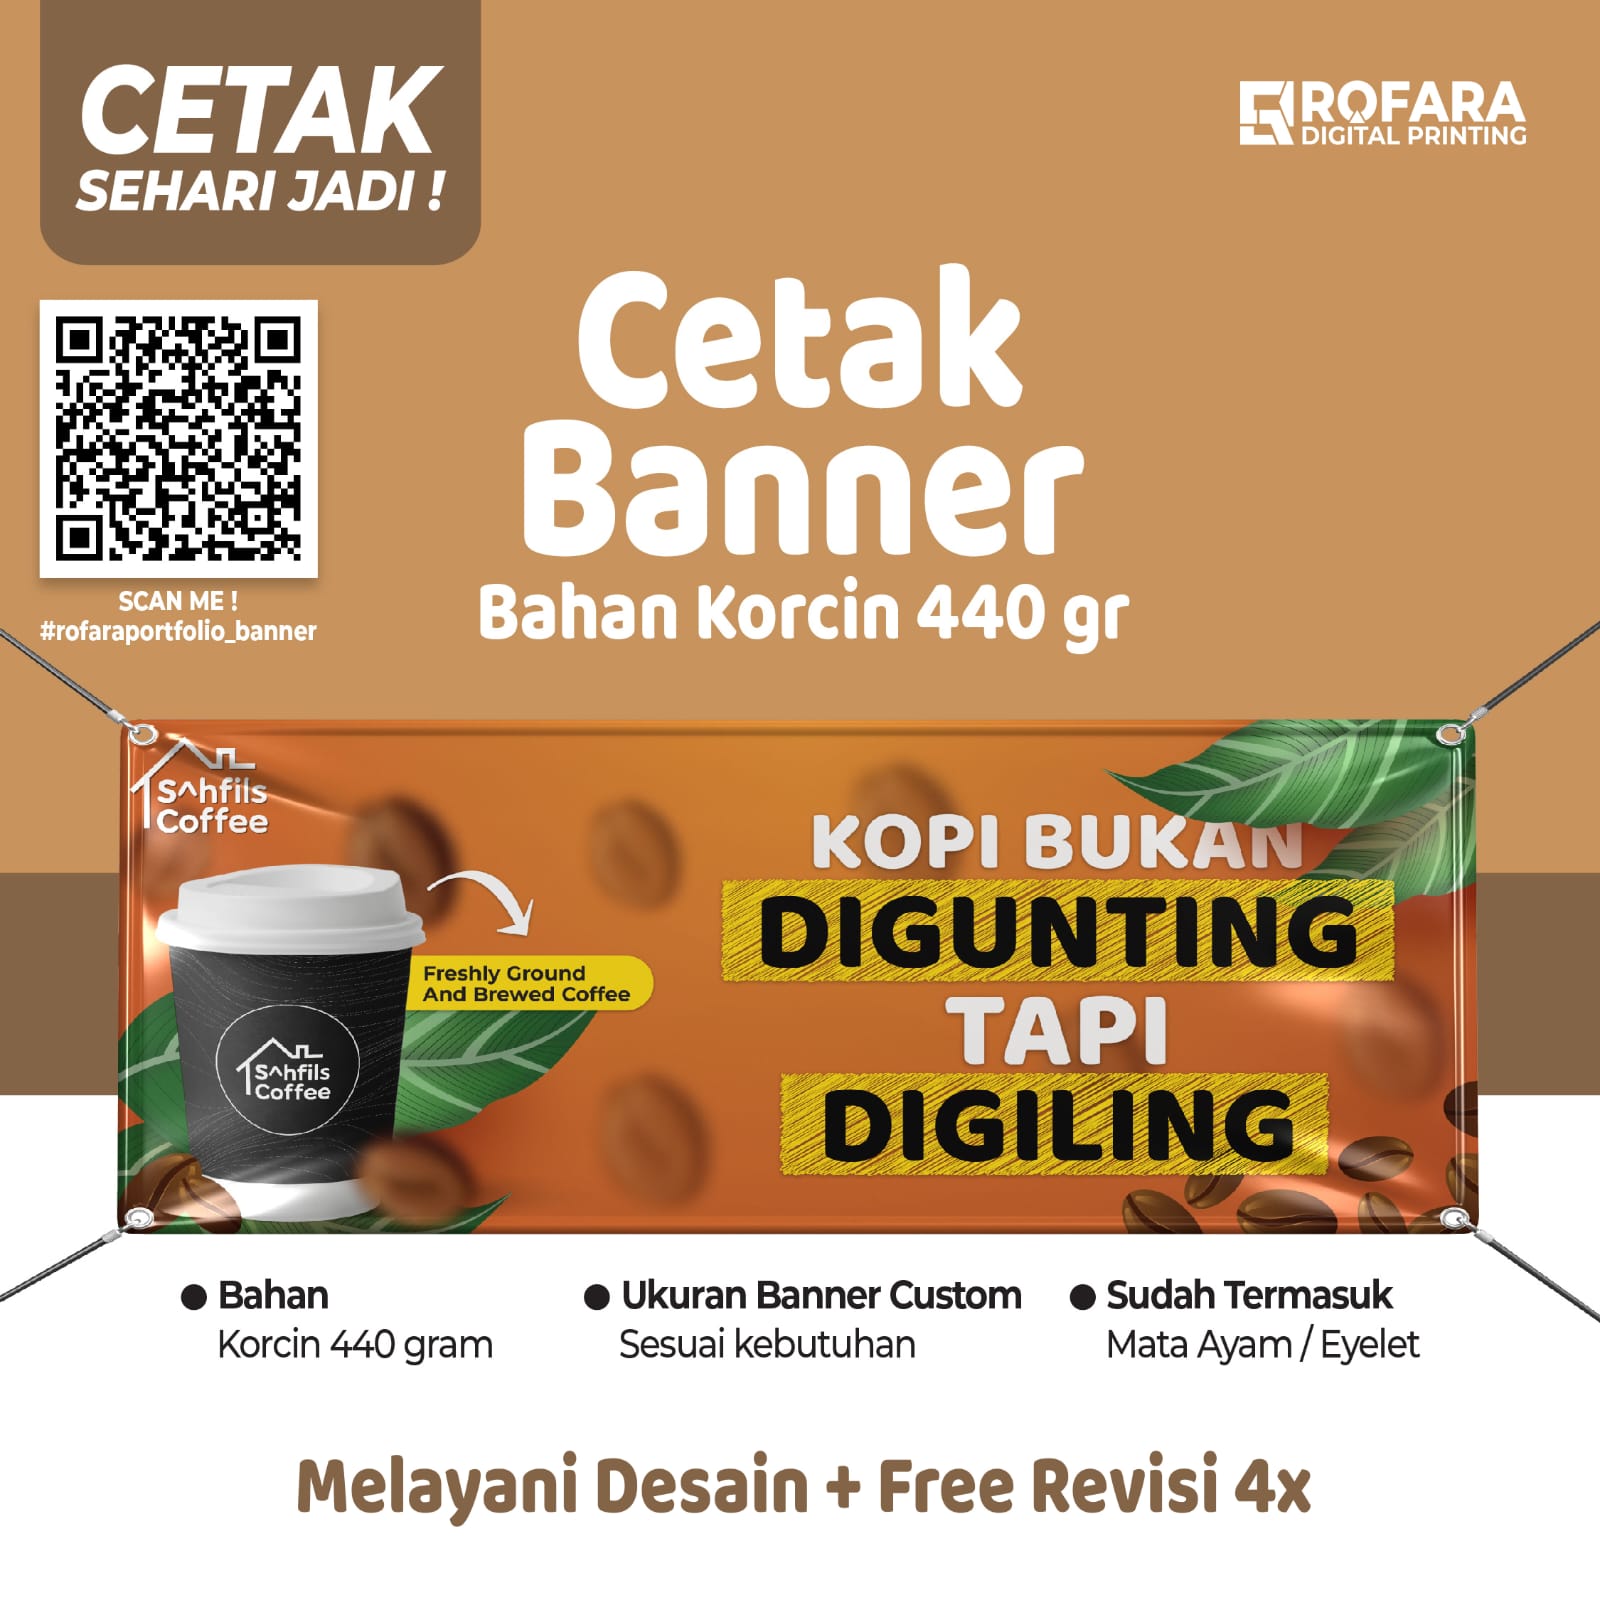 CETAK
SEHARI JADI !
ROFARA
DIGITAL PRINTING
SCAN ME !
#rofaraportfolio_banner
Cetak
Banner
Bahan Korcin 440 gr
S^hfils
Coffee
KOPI BUKAN
DIGUNTING
TAPI
DIGILING
Freshly Ground
And Brewed Coffee
S^hfils
Coffee
● Bahan
Korcin 440 gram
● Ukuran Banner Custom
Sesuai kebutuhan
● Sudah Termasuk
Mata Ayam / Eyelet
Melayani Desain + Free Revisi 4x